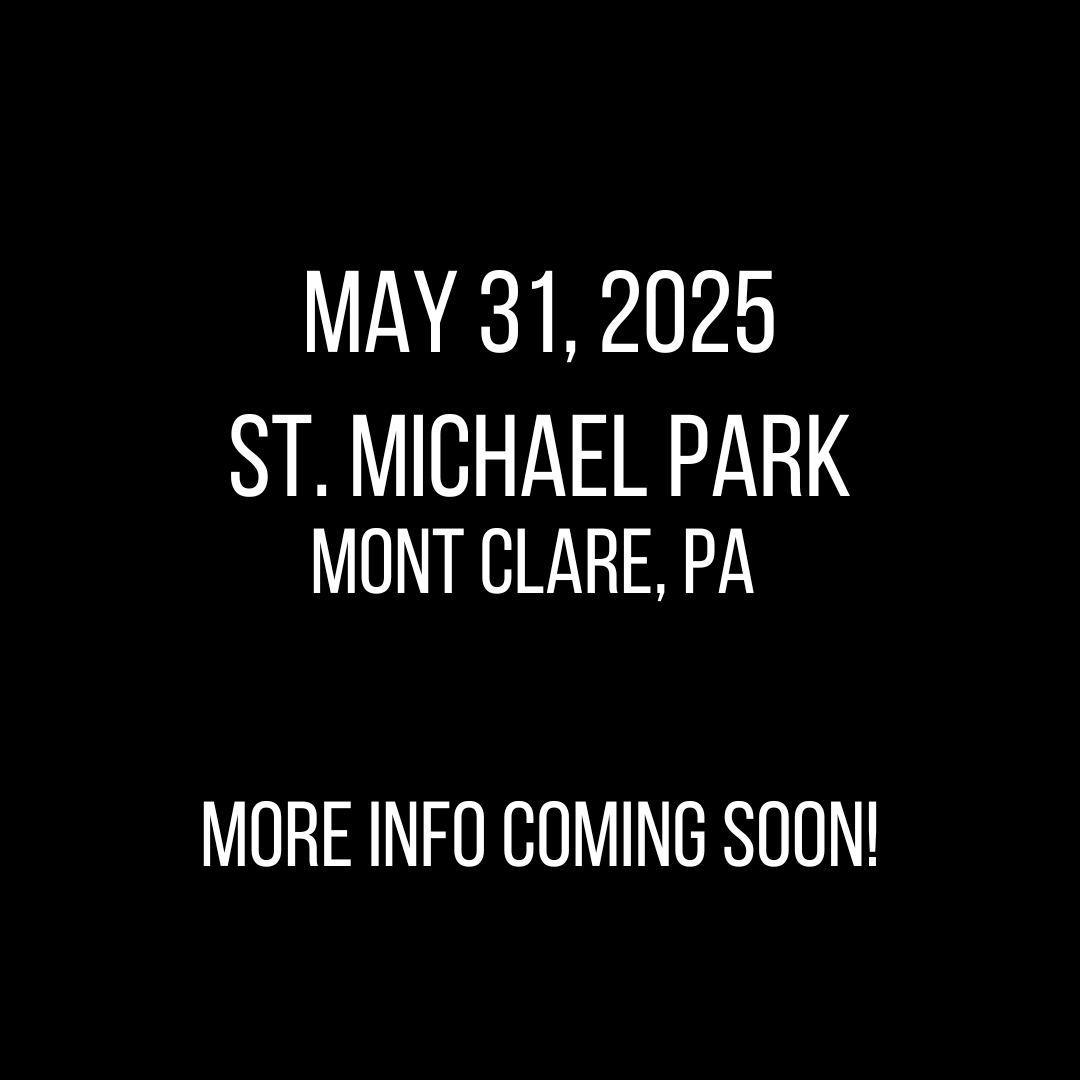 MAY 31, 2025
ST. MICHAEL PARK
MONT CLARE, PA
MORE INFO COMING SOON!